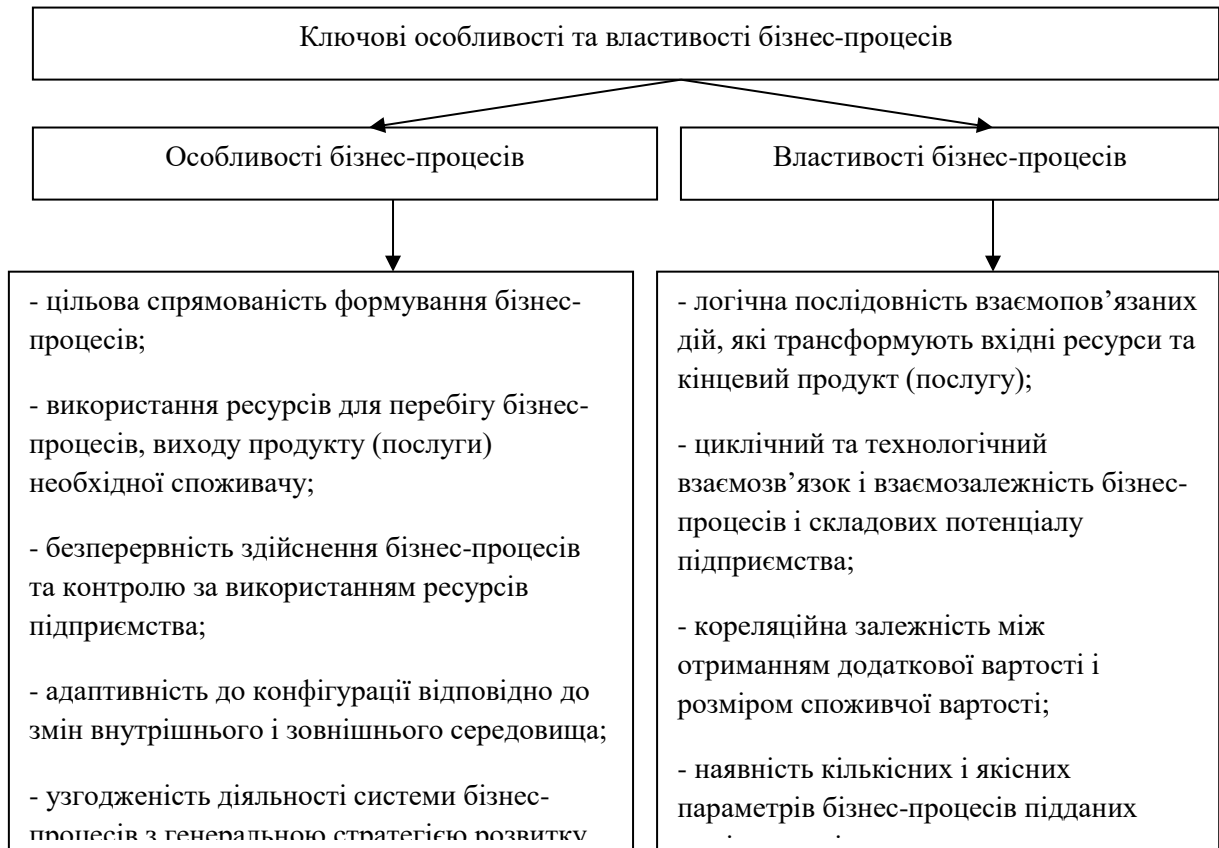 Ключові особливості та властивості бізнес-процесів
Особливості бізнес-процесів
Властивості бізнес-процесів
- цільова спрямованість формування бізнес-
процесів;
- використання ресурсів для перебігу бізнес-
процесів, виходу продукту (послуги)
необхідної споживачу;
- безперервність здійснення бізнес-процесів
та контролю за використанням ресурсів
підприємства;
- адаптивність до конфігурації відповідно до
змін внутрішнього і зовнішнього середовища;
- узгодженість діяльності системи бізнес-
процесів з генеральною стратегією розвитку
- логічна послідовність взаємопов’язаних
дій, які трансформують вхідні ресурси та
кінцевий продукт (послугу);
- циклічний та технологічний
взаємозв’язок і взаємозалежність бізнес-
процесів і складових потенціалу
підприємства;
- кореляційна залежність між
отриманням додаткової вартості і
розміром споживчої вартості;
- наявність кількісних і якісних
параметрів бізнес-процесів підданих